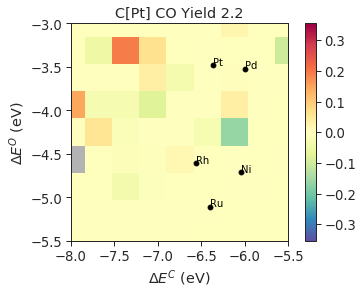 C[Pt] CO Yield 2.2
−3.0
−3.5
−4.0
−4.5
−5.0
−5.5
ΔE^O (eV)
Pt
Pd
Rh
Ni
Ru
−8.0 −7.5 −7.0 −6.5 −6.0 −5.5
ΔE^C (eV)
0.3
0.2
0.1
0.0
−0.1
−0.2
−0.3